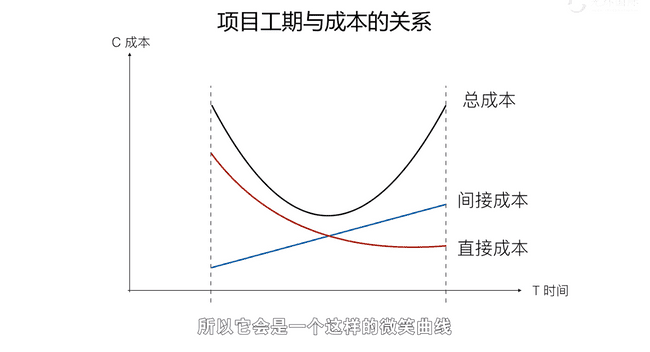 项目工期与成本的关系
C 成本
总成本
间接成本
直接成本
T 时间
所以它会是一个这样的微笑曲线